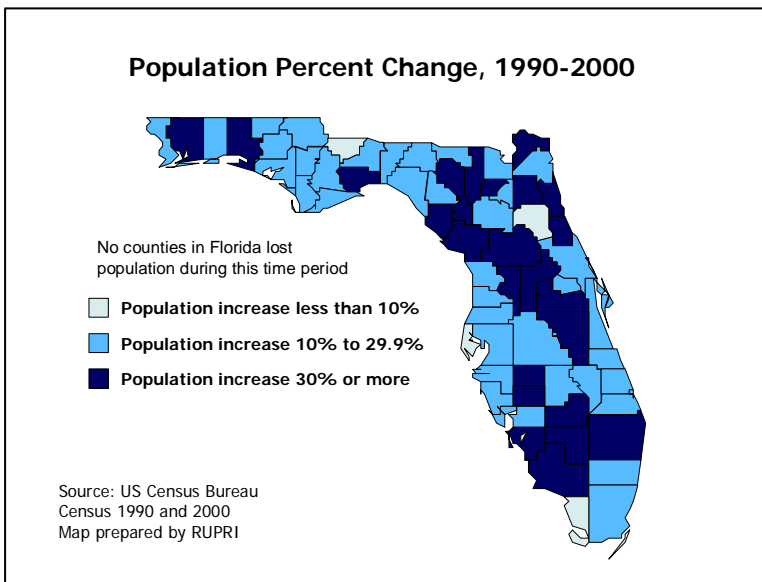 Population Percent Change, 1990-2000
No counties in Florida lost
population during this time period
Population increase less than 10%
Population increase 10% to 29.9%
Population increase 30% or more
Source: US Census Bureau
Census 1990 and 2000
Map prepared by RUPRI